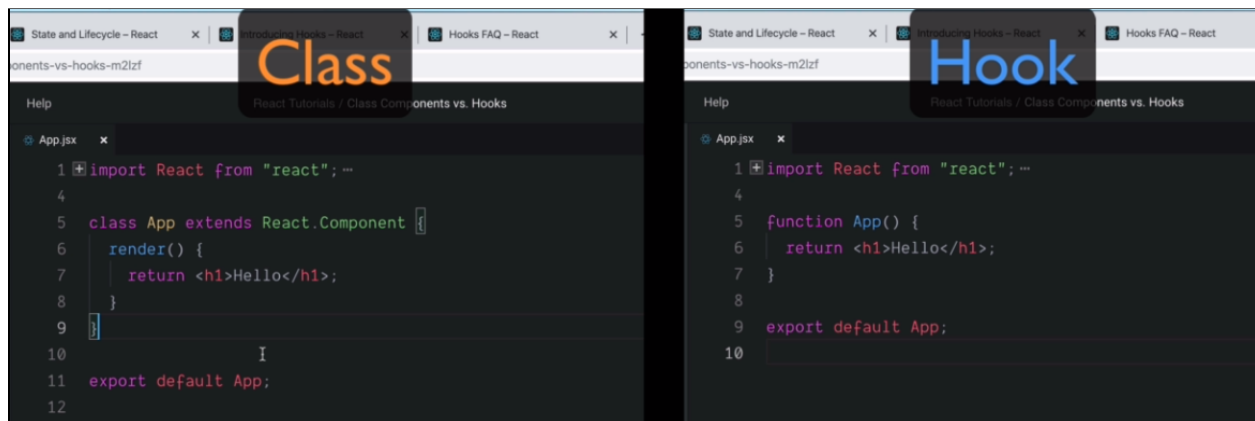 State and Lifecycle – React × Introducing Hooks – React × Hooks FAQ – React ×
Class
onents-vs-hooks-m2lzf
Help React Tutorials / Class Components vs. Hooks
App.jsx ×
1 import React from "react"; ⋯
4
5 class App extends React.Component {
6 render() {
7 return <h1>Hello</h1>;
8 }
9 }
10
11 export default App;
12
State and Lifecycle – React × Introducing Hooks – React × Hooks FAQ – React
Hook
ponents-vs-hooks-m2lzf
Help React Tutorials / Class Components vs. Hooks
App.jsx ×
1 import React from "react"; ⋯
4
5 function App() {
6 return <h1>Hello</h1>;
7 }
8
9 export default App;
10